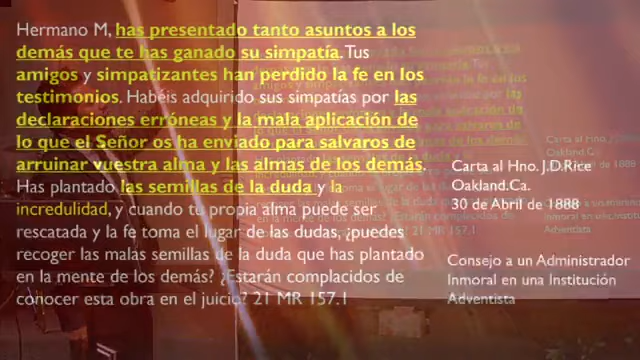 Hermano M, has presentado tanto asuntos a los
demás que te has ganado su simpatía. Tus
amigos y simpatizantes han perdido la fe en los
testimonios. Habéis adquirido sus simpatías por las
declaraciones erróneas y la mala aplicación de
lo que el Señor os ha enviado para salvaros de
arruinar vuestra alma y las almas de los demás.
Has plantado las semillas de la duda y la
incredulidad, y cuando tu propia alma puede ser
rescatada y la fe toma el lugar de las dudas, ¿puedes
recoger las malas semillas de la duda que has plantado
en la mente de los demás? ¿Estarán complacidos de
conocer esta obra en el juicio? 21 MR 157.1
Carta al Hno. J.D.Rice
Oakland.Ca.
30 de Abril de 1888
Consejo a un Administrador
Inmoral en una Institución
Adventista